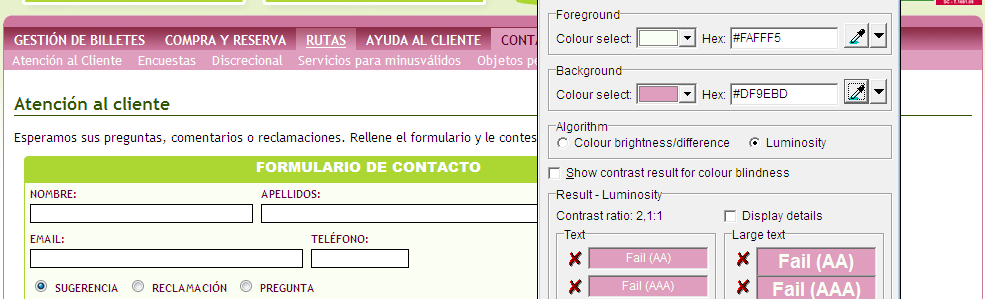 GESTIÓN DE BILLETES COMPRA Y RESERVA RUTAS AYUDA AL CLIENTE CONT
Atención al Cliente Encuestas Discrecional Servicios para minusválidos Objetos pe
Atención al cliente
Esperamos sus preguntas, comentarios o reclamaciones. Rellene el formulario y le contes
FORMULARIO DE CONTACTO
NOMBRE: APELLIDOS:
EMAIL: TELÉFONO:
SUGERENCIA RECLAMACIÓN PREGUNTA
Foreground
Colour select: Hex: #FAFFF5
Background
Colour select: Hex: #DF9EBD
Algorithm
Colour brightness/difference Luminosity
Show contrast result for colour blindness
Result - Luminosity
Contrast ratio: 2,1:1 Display details
Text Large text
Fail (AA) Fail (AA)
Fail (AAA) Fail (AAA)